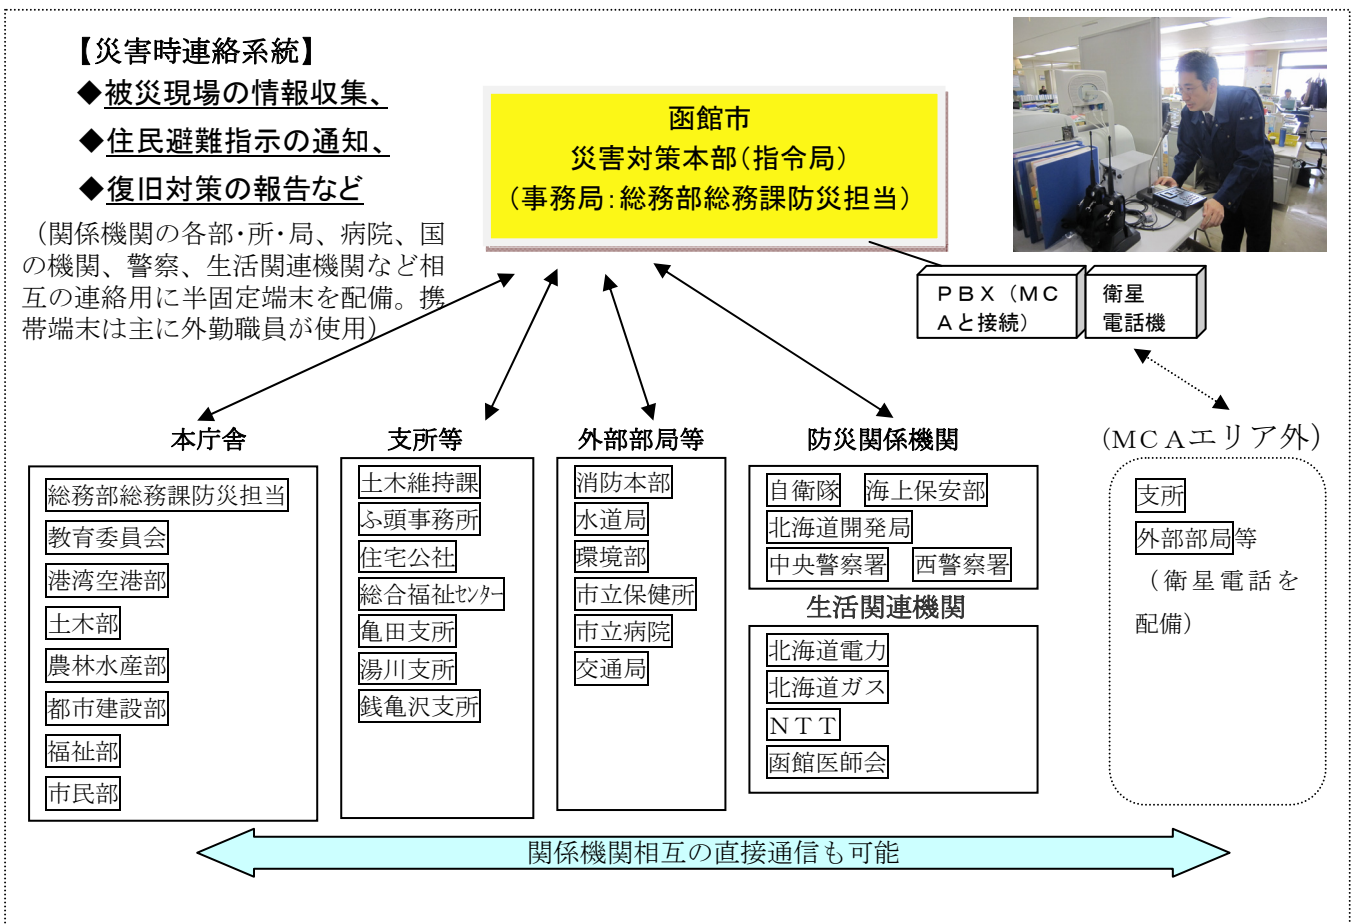 【災害時連絡系統】
◆被災現場の情報収集、
◆住民避難指示の通知、
◆復旧対策の報告など
（関係機関の各部・所・局、病院、国
の機関、警察、生活関連機関など相
互の連絡用に半固定端末を配備。携
帯端末は主に外勤職員が使用）
函館市
災害対策本部（指令局）
（事務局：総務部総務課防災担当）
ＰＢＸ（ＭＣ
Ａと接続）
衛星
電話機
本庁舎
総務部総務課防災担当
教育委員会
港湾空港部
土木部
農林水産部
都市建設部
福祉部
市民部
支所等
土木維持課
ふ頭事務所
住宅公社
総合福祉ｾﾝﾀｰ
亀田支所
湯川支所
銭亀沢支所
外部部局等
消防本部
水道局
環境部
市立保健所
市立病院
交通局
防災関係機関
自衛隊 海上保安部
北海道開発局
中央警察署 西警察署
生活関連機関
北海道電力
北海道ガス
ＮＴＴ
函館医師会
（ＭＣＡエリア外）
支所
外部部局等
（衛星電話を
配備）
関係機関相互の直接通信も可能